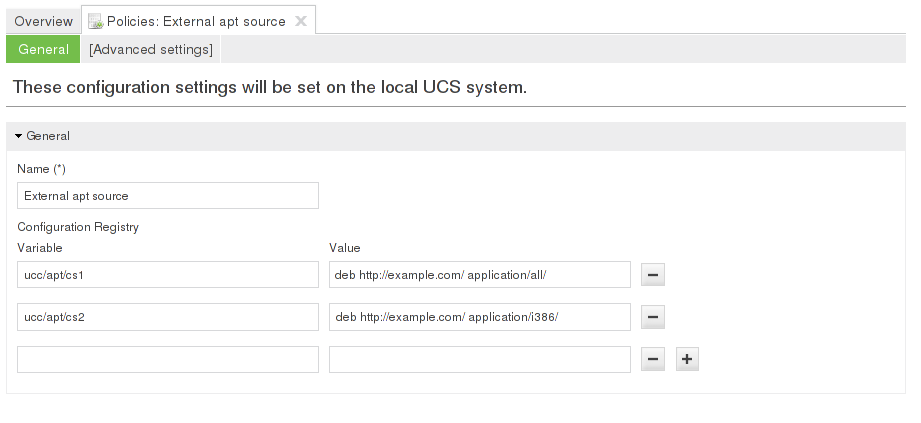 Overview Policies: External apt source
General [Advanced settings]
These configuration settings will be set on the local UCS system.
General
Name (*)
External apt source
Configuration Registry
Variable Value
ucc/apt/cs1 deb http://example.com/ application/all/
ucc/apt/cs2 deb http://example.com/ application/i386/